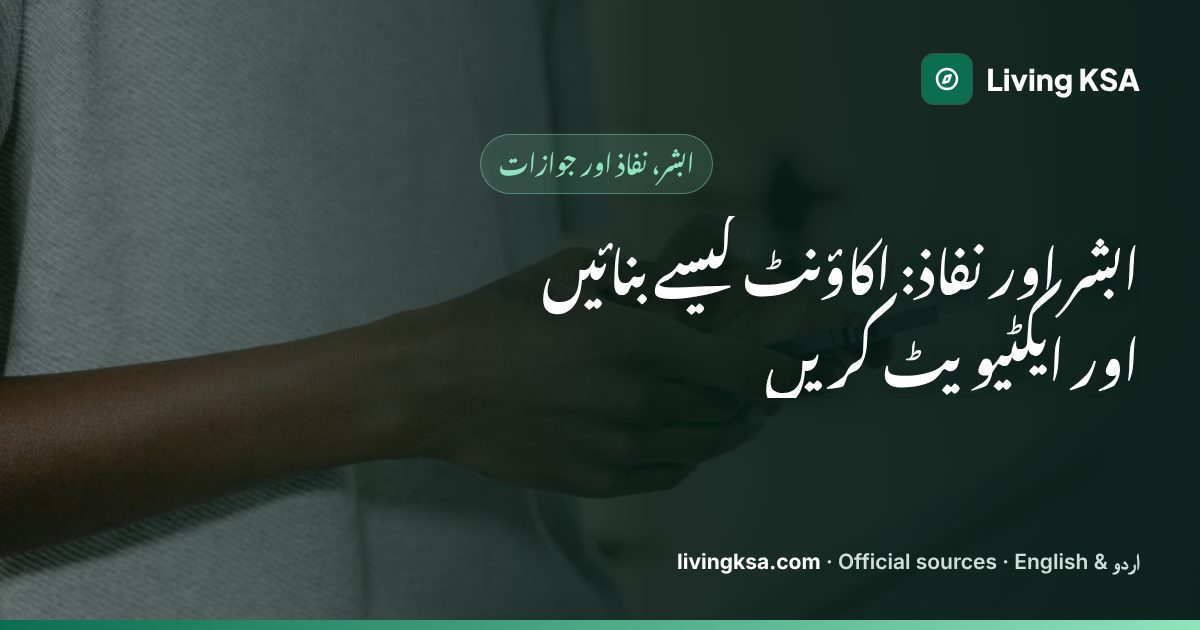 Living KSA
ابشر، نفاذ اور جوازات
ابشر اور نفاذ: اکاؤنٹ کیسے بنائیں
اور ایکٹیویٹ کریں
livingksa.com · Official sources · English & اردو